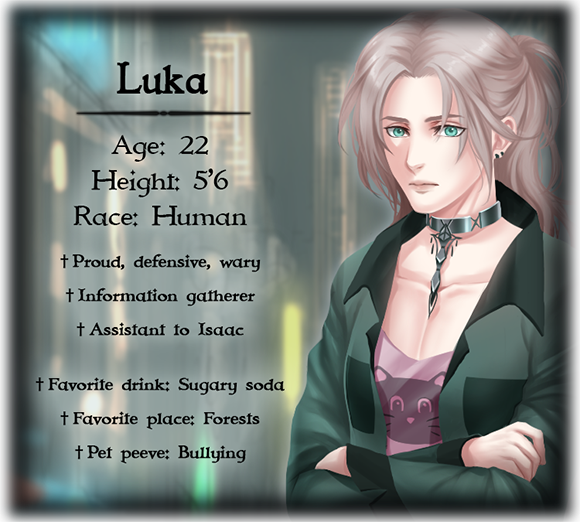 Luka
Age: 22
Height: 5'6
Race: Human
† Proud, defensive, wary
† Information gatherer
† Assistant to Isaac
† Favorite drink: Sugary soda
† Favorite place: Forests
† Pet peeve: Bullying